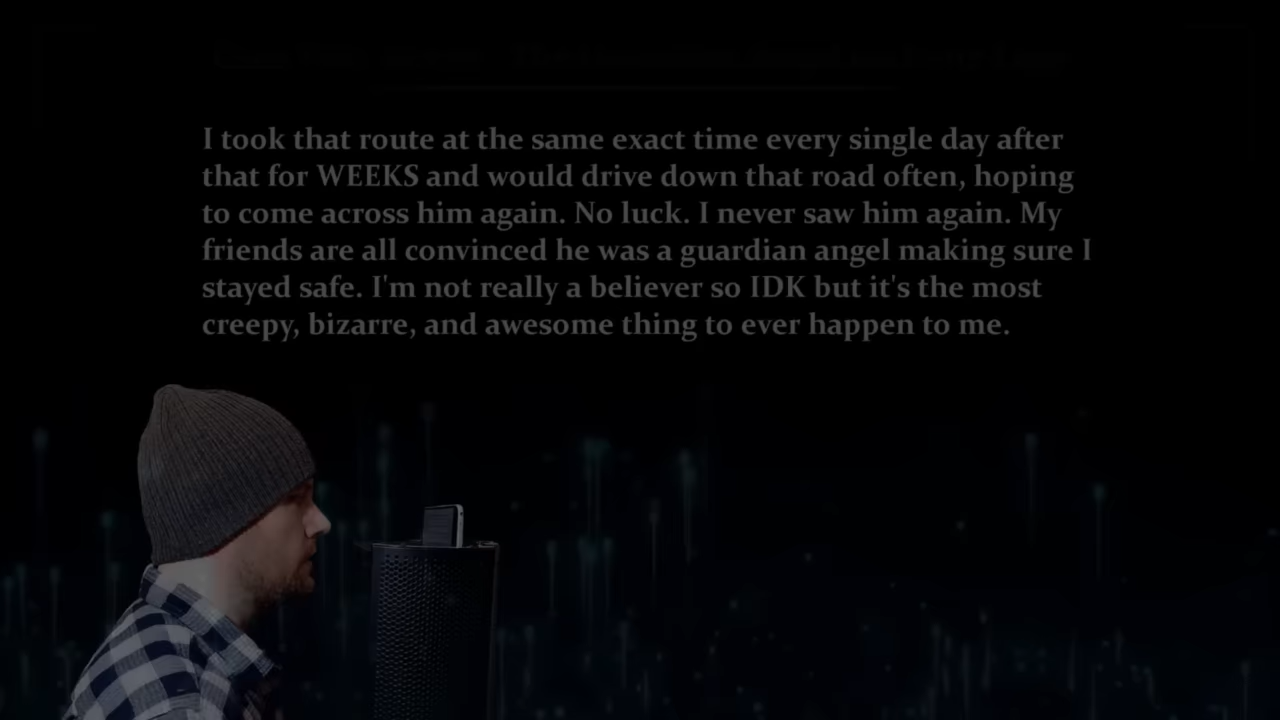 I took that route at the same exact time every single day after
that for WEEKS and would drive down that road often, hoping
to come across him again. No luck. I never saw him again. My
friends are all convinced he was a guardian angel making sure I
stayed safe. I'm not really a believer so IDK but it's the most
creepy, bizarre, and awesome thing to ever happen to me.